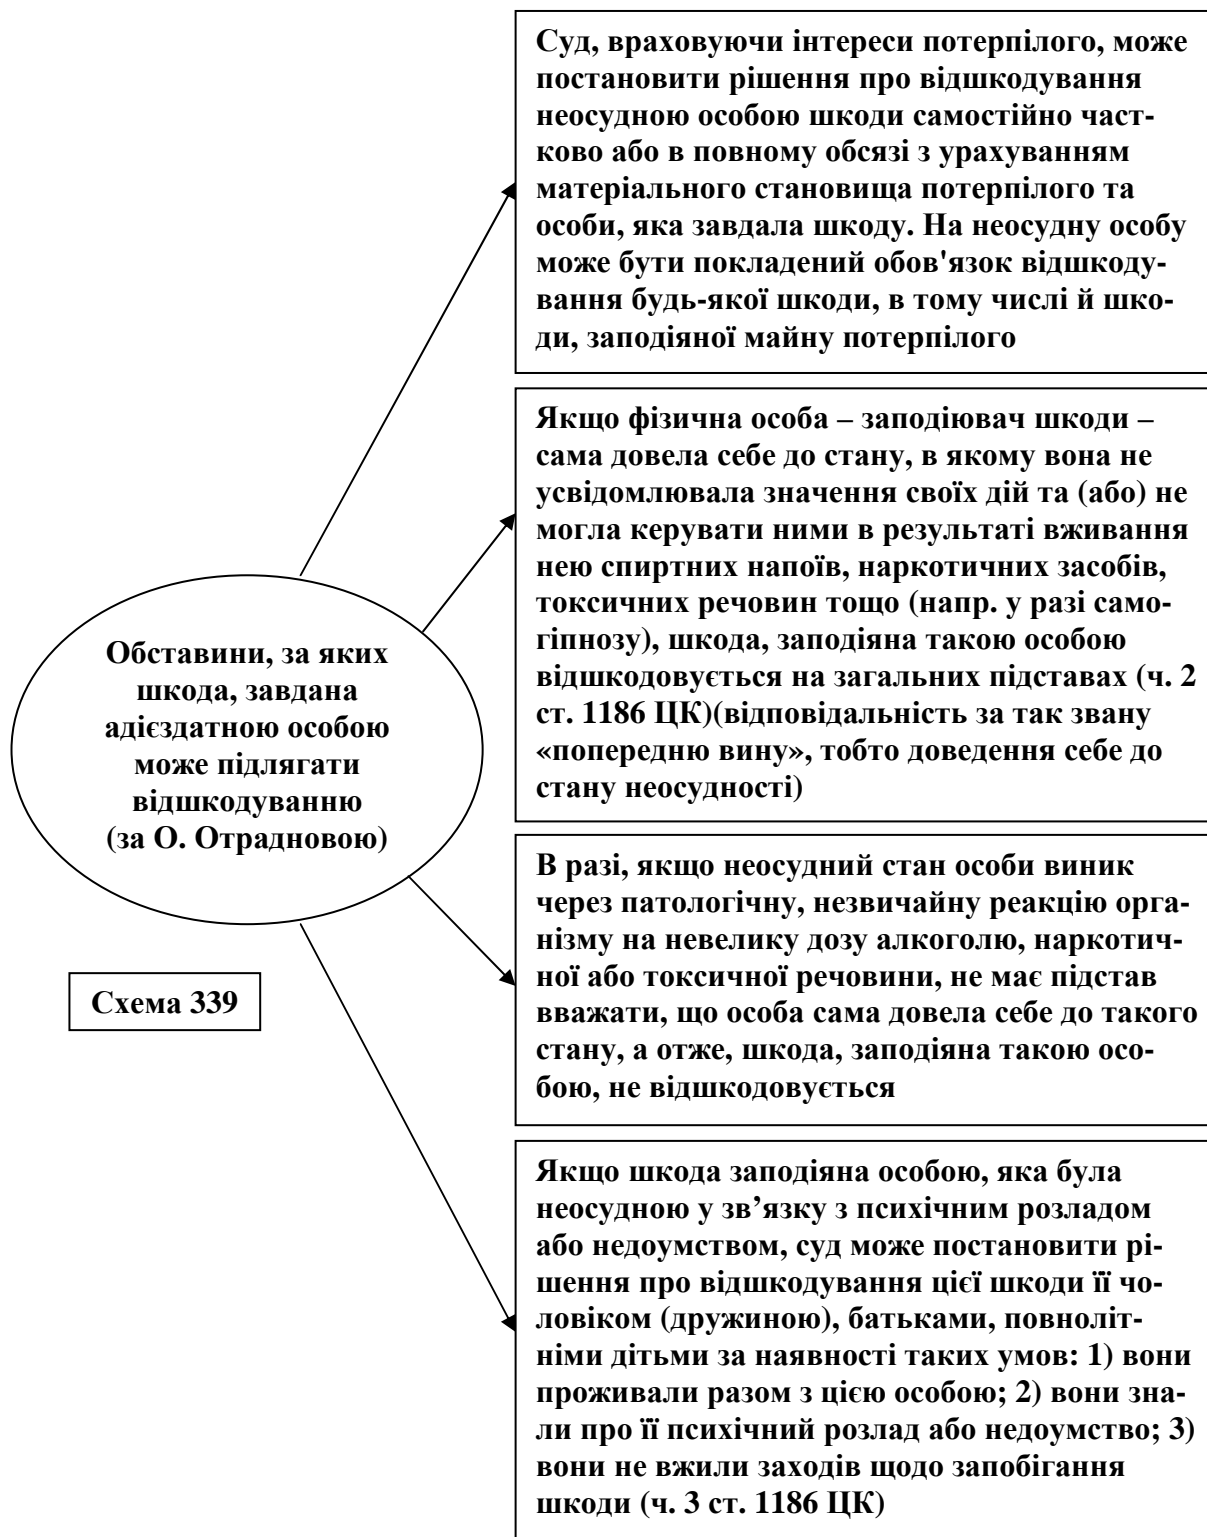 Суд, враховуючи інтереси потерпілого, може
постановити рішення про відшкодування
неосудною особою шкоди самостійно част-
ково або в повному обсязі з урахуванням
матеріального становища потерпілого та
особи, яка завдала шкоду. На неосудну особу
може бути покладений обов'язок відшкоду-
вання будь-якої шкоди, в тому числі й шко-
ди, заподіяної майну потерпілого
Якщо фізична особа – заподіювач шкоди –
сама довела себе до стану, в якому вона не
усвідомлювала значення своїх дій та (або) не
могла керувати ними в результаті вживання
нею спиртних напоїв, наркотичних засобів,
токсичних речовин тощо (напр. у разі само-
гіпнозу), шкода, заподіяна такою особою
відшкодовується на загальних підставах (ч. 2
ст. 1186 ЦК)(відповідальність за так звану
«попередню вину», тобто доведення себе до
стану неосудності)
Обставини, за яких
шкода, завдана
адієздатною особою
може підлягати
відшкодуванню
(за О. Отрадновою)
В разі, якщо неосудний стан особи виник
через патологічну, незвичайну реакцію орга-
нізму на невелику дозу алкоголю, наркотич-
ної або токсичної речовини, не має підстав
вважати, що особа сама довела себе до такого
стану, а отже, шкода, заподіяна такою осо-
бою, не відшкодовується
Схема 339
Якщо шкода заподіяна особою, яка була
неосудною у зв’язку з психічним розладом
або недоумством, суд може постановити рі-
шення про відшкодування цієї шкоди її чо-
ловіком (дружиною), батьками, повноліт-
німи дітьми за наявності таких умов: 1) вони
проживали разом з цією особою; 2) вони зна-
ли про її психічний розлад або недоумство; 3)
вони не вжили заходів щодо запобігання
шкоди (ч. 3 ст. 1186 ЦК)